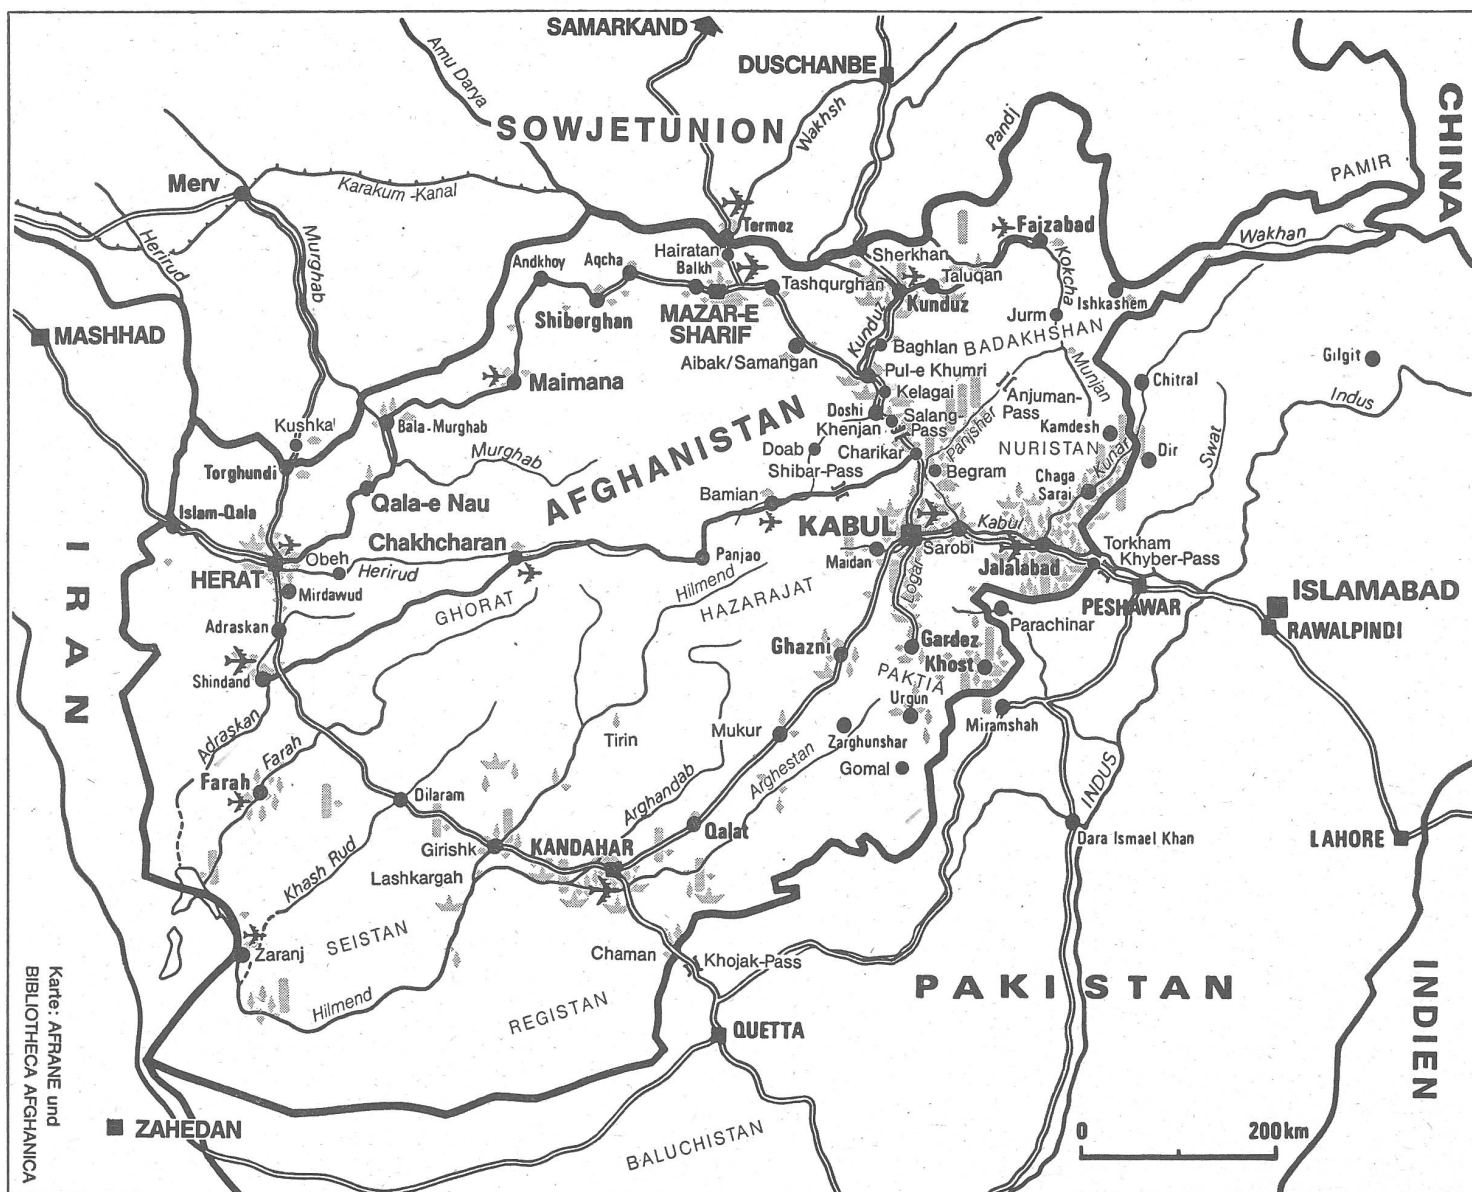 SAMARKAND
DUSCHANBE
Amu Darya
SOWJETUNION
Wakhsh
Pandj
CHINA
PAMIR
Merv
Karakum-Kanal
Termez
Faizabad
Wakhan
Herirud
Murghab
Hairatan
Sherkhan
Kokcha
Andkhoy
Aqcha
Balkh
Tashqurghan
Taluqan
Kunduz
Ishkashem
Shiberghan
MAZAR-E
SHARIF
Kunduz
Jurm
BADAKHSHAN
MASHHAD
Aibak/Samangan
Baghlan
Gilgit
Maimana
Pul-e Khumri
Munjan
Chitral
Indus
Kelagai
Anjuman-
Pass
Kushka
Bala-Murghab
AFGHANISTAN
Doshi
Salang-
Pass
Khenjan
Panjsher
Kamdesh
NURISTAN
Torghundi
Murghab
Doab
Charikar
Dir
Swat
Shibar-Pass
Begram
Chaga
Sarai
Kunar
Qala-e Nau
Bamian
Islam-Qala
KABUL
Kabul
Sarobi
Chakhcharan
Obeh
Herirud
Panjao
Maidan
Jalalabad
Torkham
Khyber-Pass
IRAN
HERAT
Mirdawud
Hilmend
HAZARAJAT
Logar
PESHAWAR
ISLAMABAD
GHORAT
Parachinar
RAWALPINDI
Adraskan
Ghazni
Gardez
Khost
Shindand
PAKTIA
Urgun
Miramshah
Adraskan
Farah
Tirin
Mukur
Zarghunshar
Arghestan
Gomal
INDUS
Farah
Dilaram
Arghandab
Qalat
Dara Ismael Khan
LAHORE
Girishk
KANDAHAR
Khash Rud
Lashkargah
SEISTAN
Zaranj
Chaman
Khojak-Pass
Hilmend
REGISTAN
PAKISTAN
INDIEN
QUETTA
ZAHEDAN
BALUCHISTAN
0 200 km
Karte: AFRANE und
BIBLIOTHECA AFGHANICA